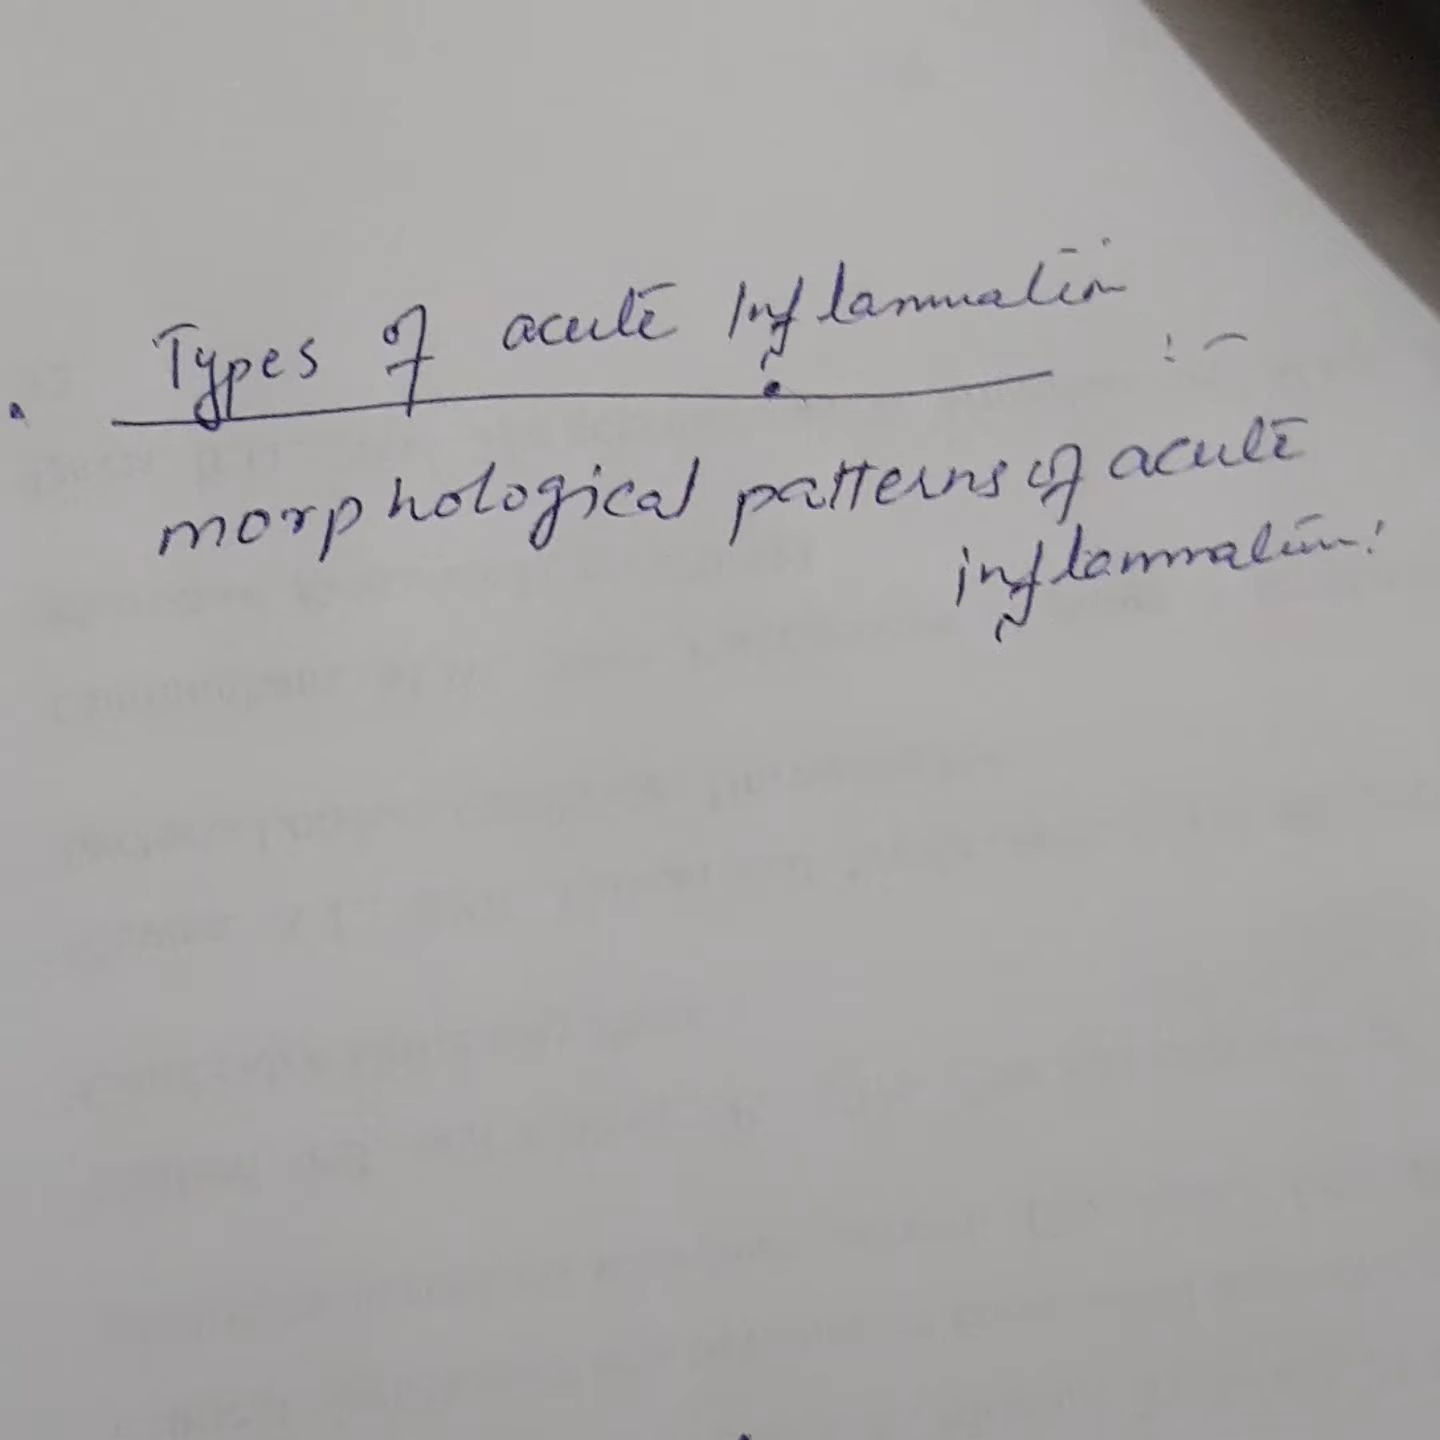 Types of acute Inflammation :-
morphological patterns of acute
inflammation: